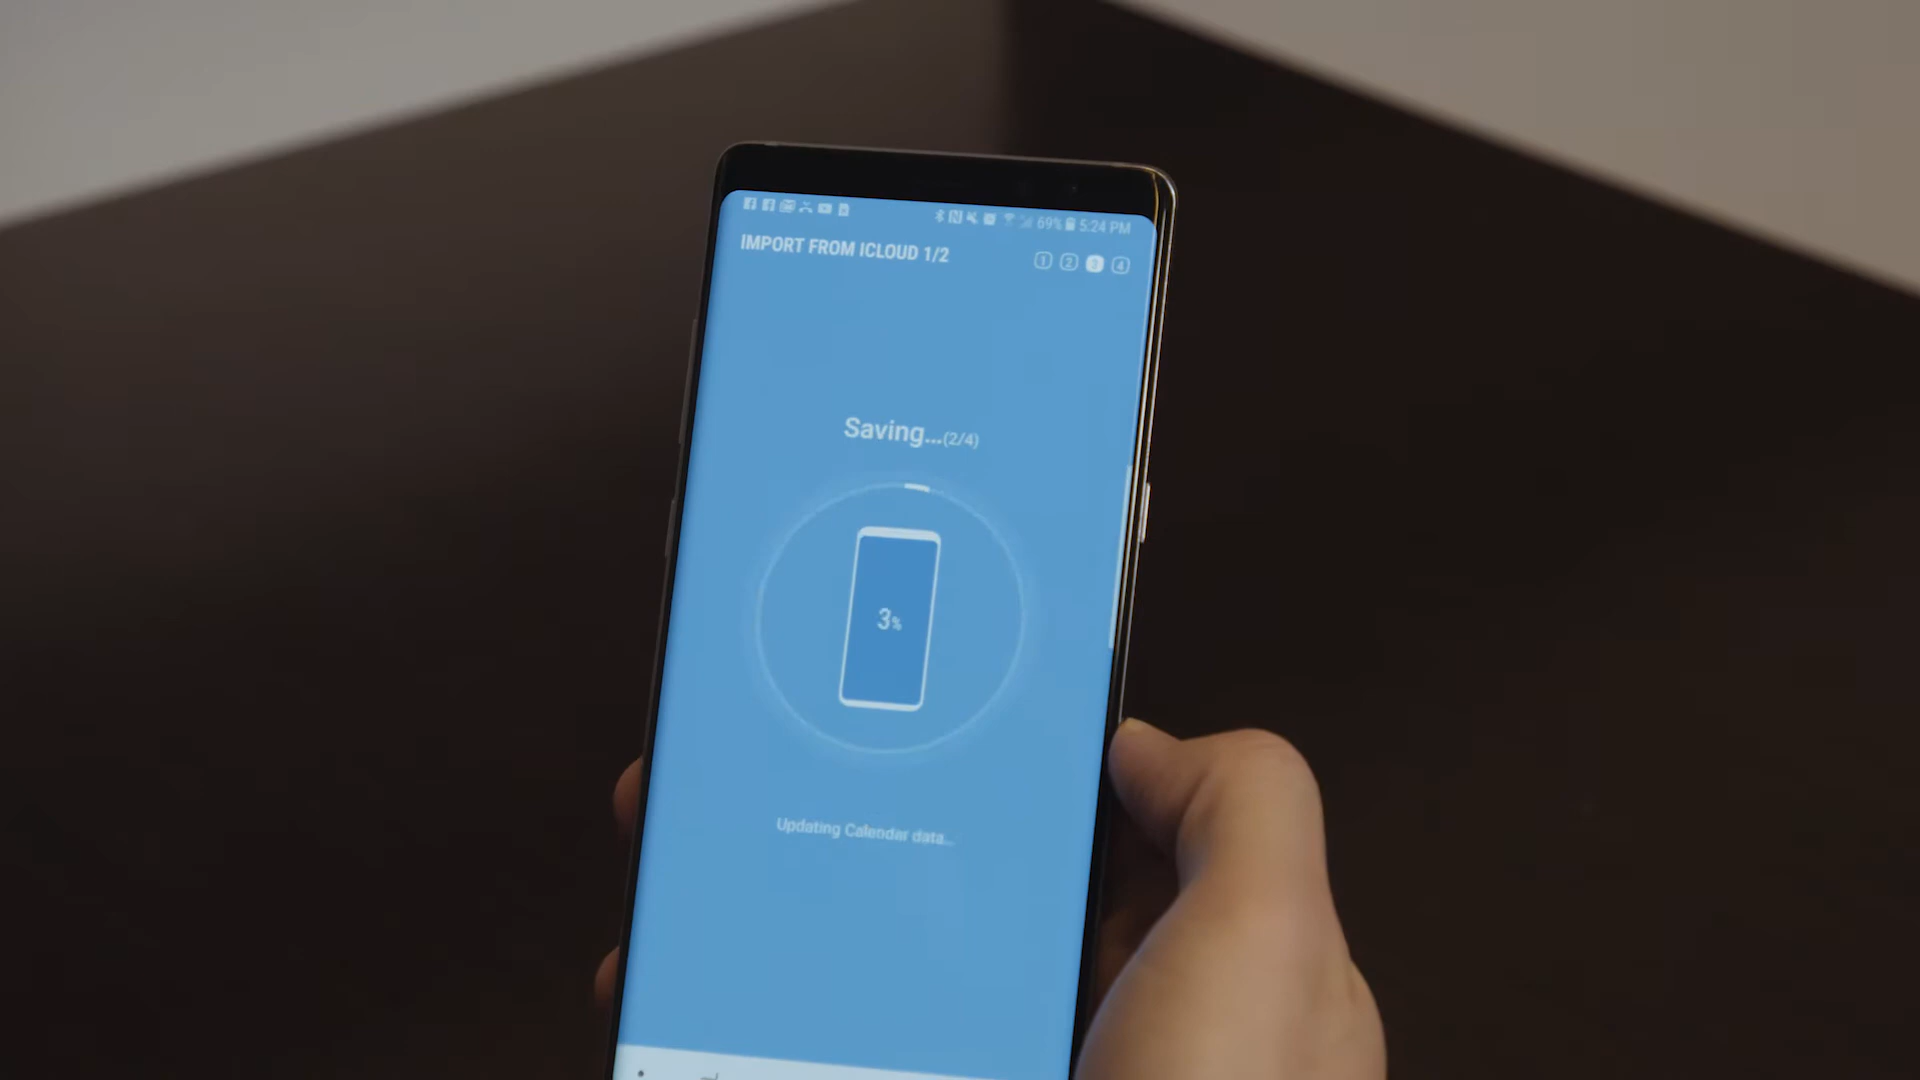 69% 5:24 PM
IMPORT FROM ICLOUD 1/2
1 2 3 4
Saving...(2/4)
3%
Updating Calendar data...